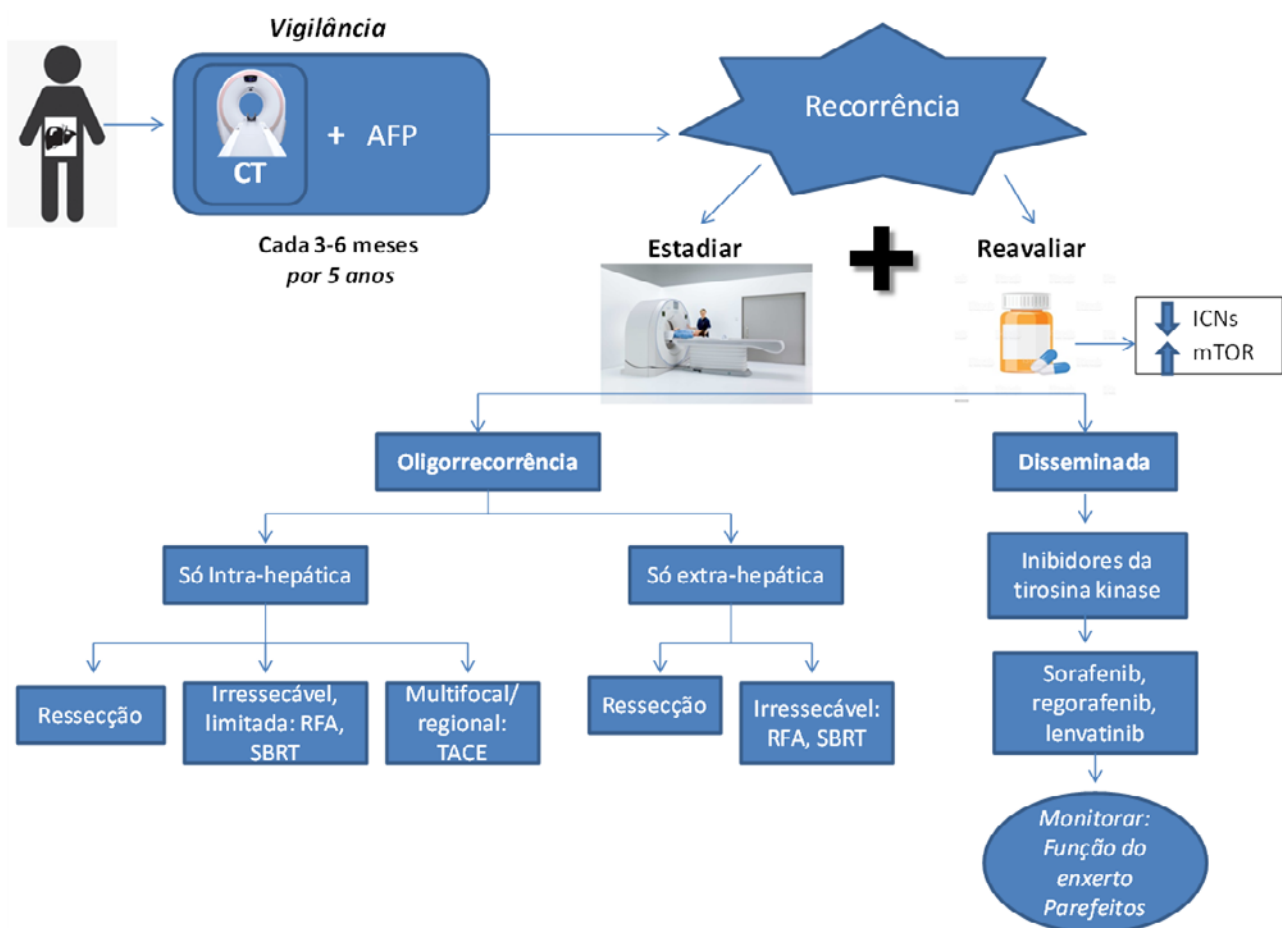 Vigilância
Recorrência
CT
+ AFP
Cada 3-6 meses
por 5 anos
Estadiar
Reavaliar
ICNs
mTOR
Oligorrecorrência
Disseminada
Só Intra-hepática
Só extra-hepática
Inibidores da
tirosina kinase
Ressecção
Irressecável,
limitada: RFA,
SBRT
Multifocal/
regional:
TACE
Ressecção
Irressecável:
RFA, SBRT
Sorafenib,
regorafenib,
lenvatinib
Monitorar:
Função do
enxerto
Parefeitos